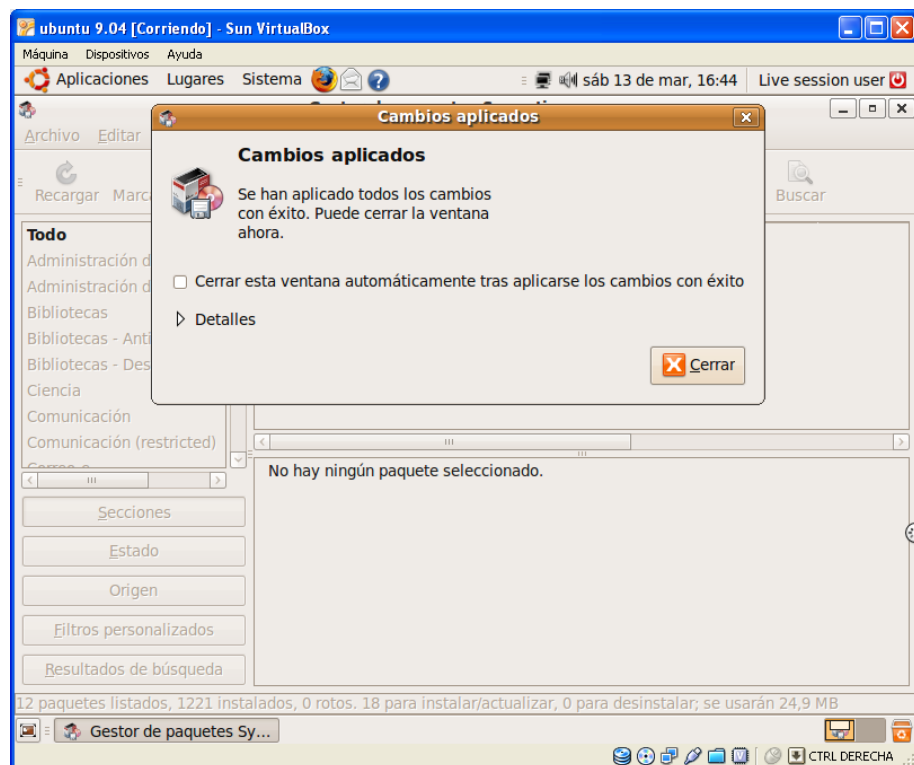 ubuntu 9.04 [Corriendo] - Sun VirtualBox
Máquina Dispositivos Ayuda
Aplicaciones Lugares Sistema sáb 13 de mar, 16:44 Live session user
Cambios aplicados
Archivo Editar
Cambios aplicados
Se han aplicado todos los cambios
con éxito. Puede cerrar la ventana
ahora.
Cerrar esta ventana automáticamente tras aplicarse los cambios con éxito
Detalles
Cerrar
Recargar Buscar
Todo
Administración d
Administración d
Bibliotecas
Bibliotecas - Anti
Bibliotecas - Des
Ciencia
Comunicación
Comunicación (restricted)
No hay ningún paquete seleccionado.
Secciones
Estado
Origen
Filtros personalizados
Resultados de búsqueda
12 paquetes listados, 1221 instalados, 0 rotos. 18 para instalar/actualizar, 0 para desinstalar; se usarán 24,9 MB
Gestor de paquetes Sy...
CTRL DERECHA